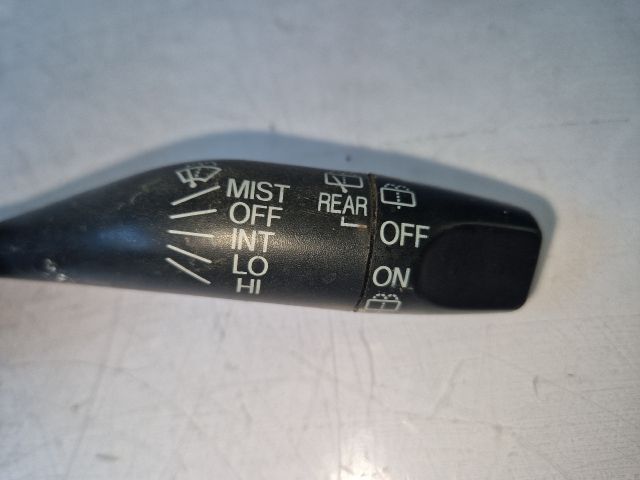 MIST
OFF
INT
LO
HI
REAR
OFF
ON